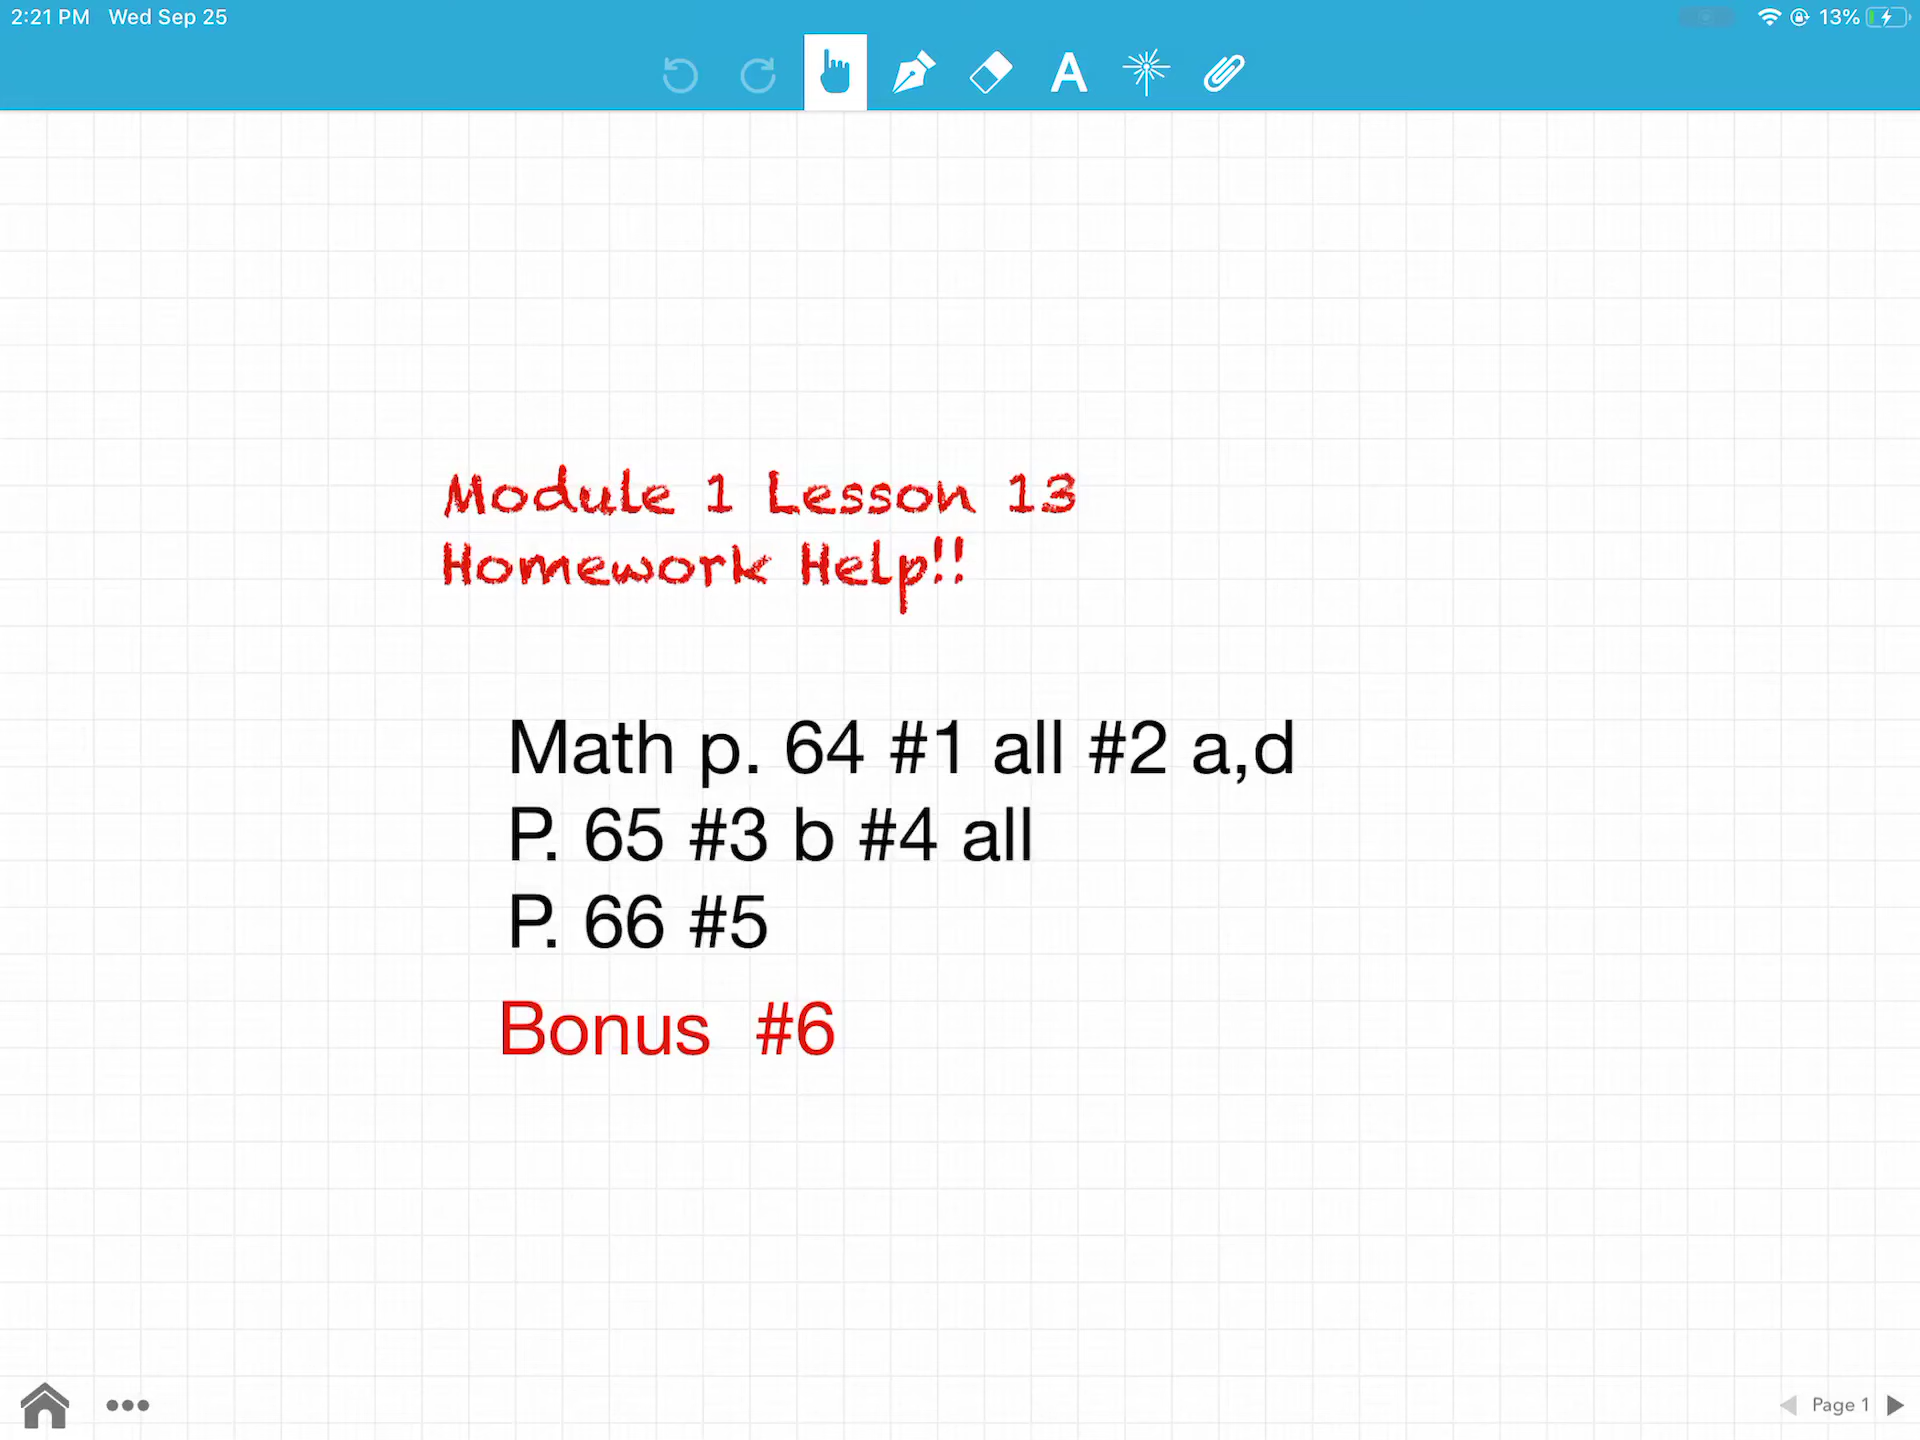 2:21 PM Wed Sep 25
13%
A
Module 1 Lesson 13
Homework Help!!
Math p. 64 #1 all #2 a,d
P. 65 #3 b #4 all
P. 66 #5
Bonus #6
Page 1